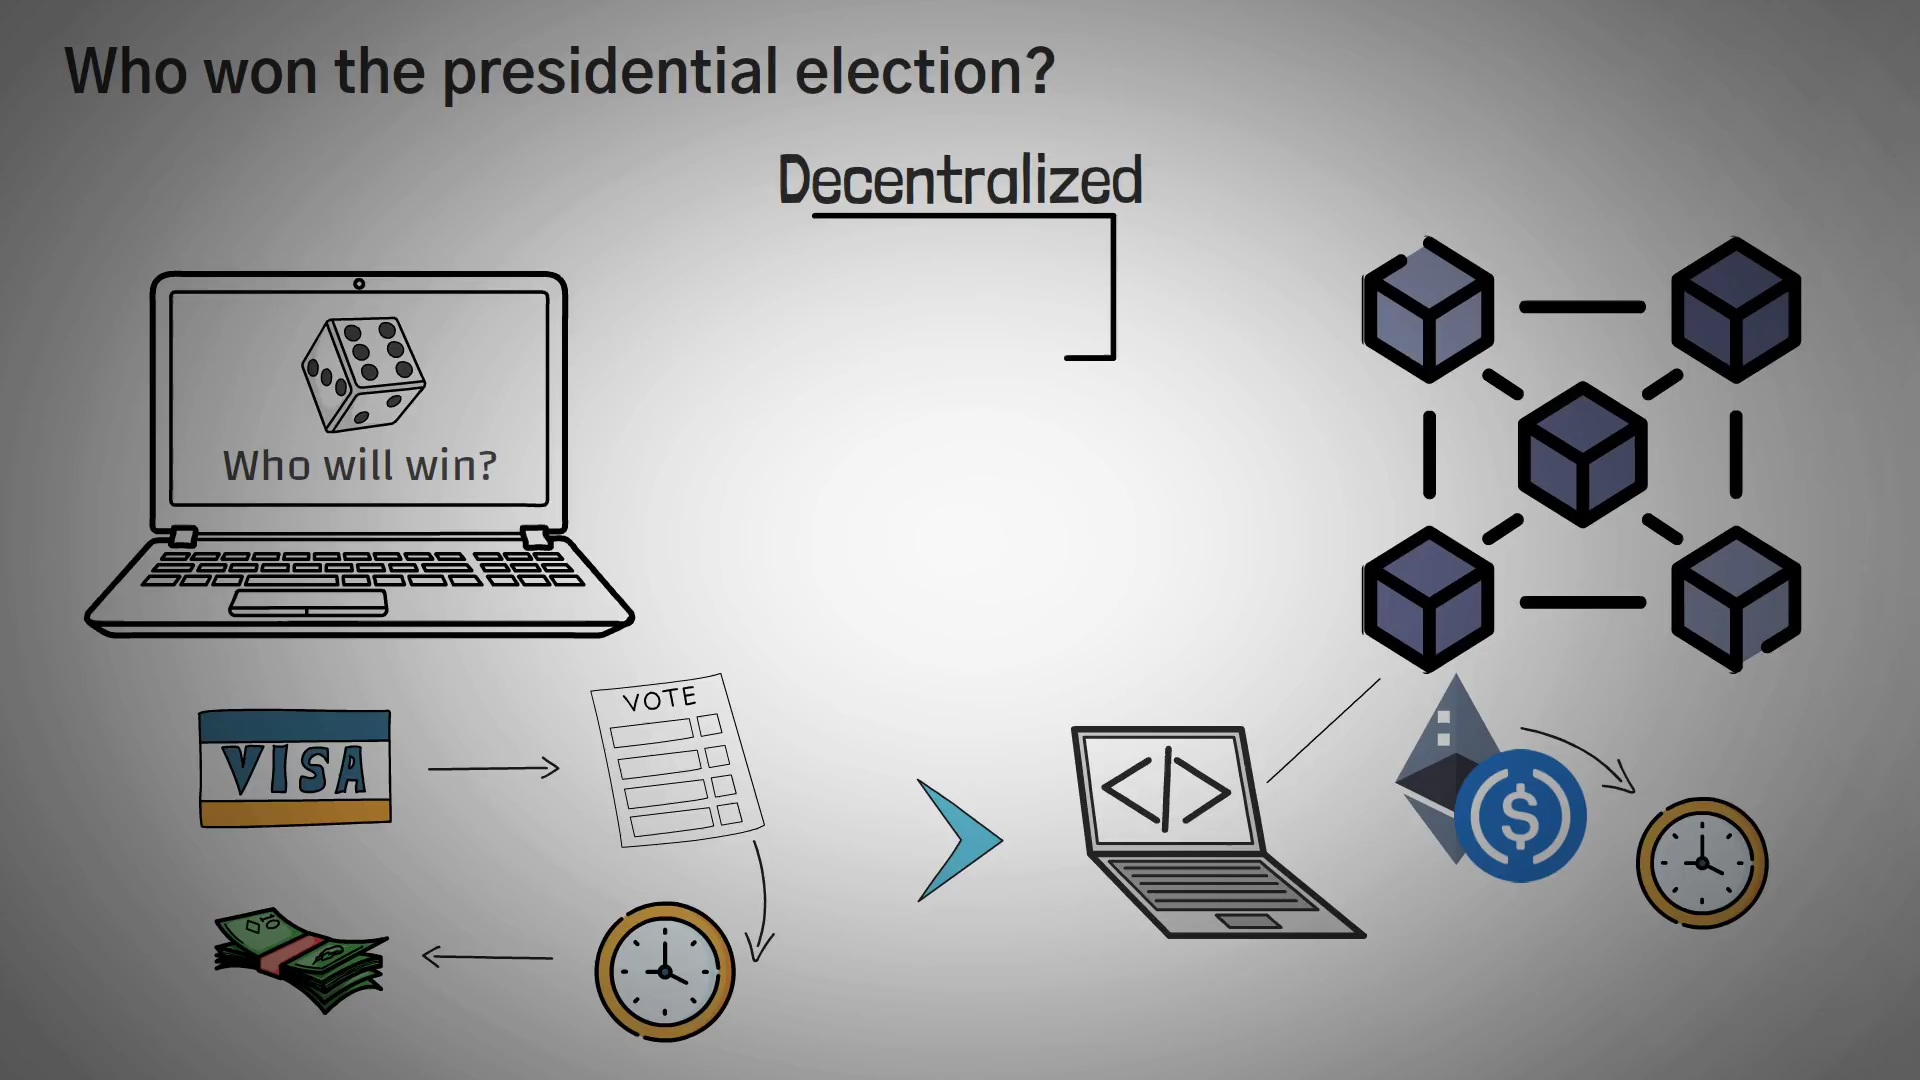 Who won the presidential election?
Decentralized
Who will win?
VISA
VOTE